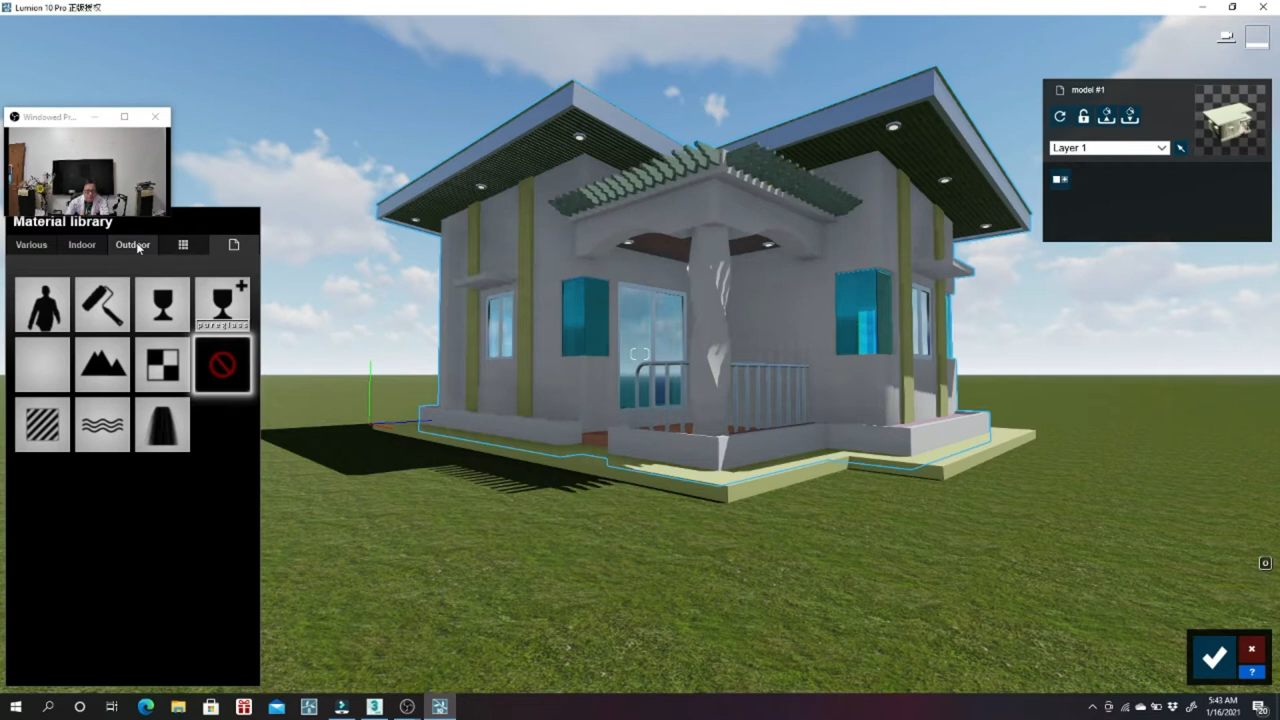 Lumion 10 Pro 正版授权
Windowed Pr...
Material library
Various Indoor Outdoor
pureglass
model #1
Layer 1
?
5:43 AM
1/16/2021
20